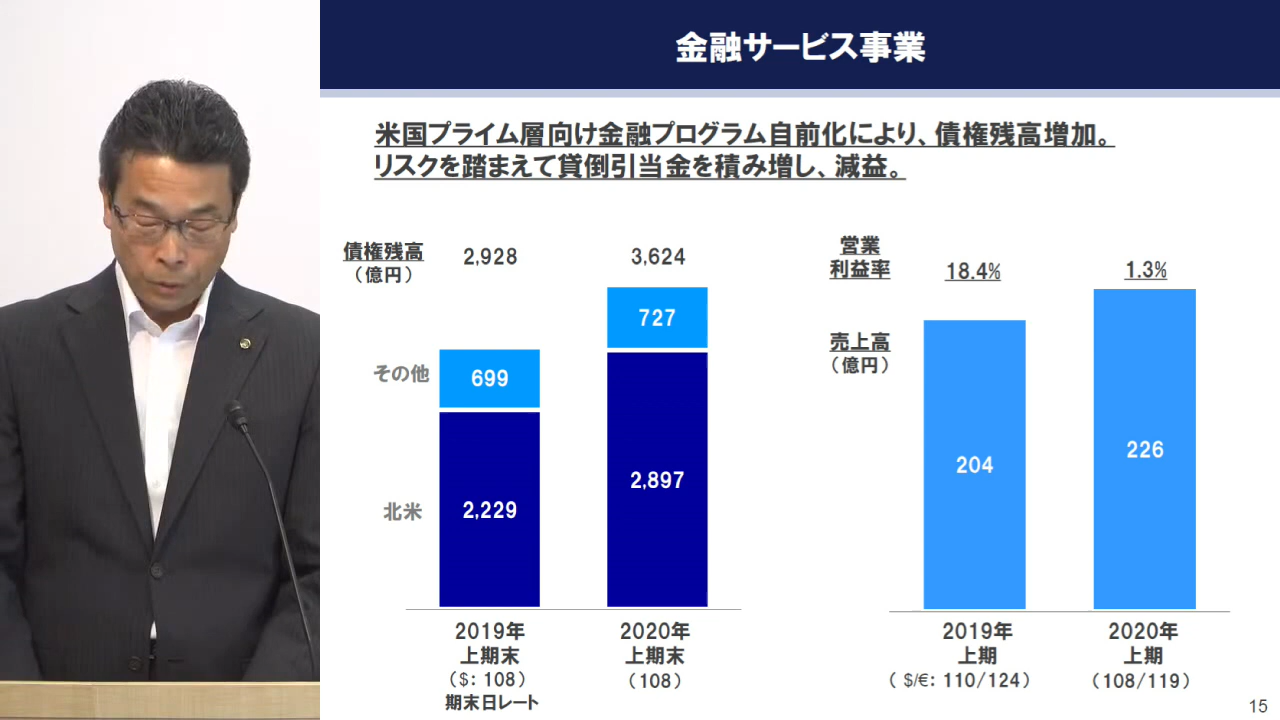 金融サービス事業
米国プライム層向け金融プログラム自前化により、債権残高増加。
リスクを踏まえて貸倒引当金を積み増し、減益。
債権残高
（億円）
2,928
3,624
その他
699
727
北米
2,229
2,897
2019年
上期末
（$：108）
期末日レート
2020年
上期末
（108）
営業
利益率
18.4%
1.3%
売上高
（億円）
204
226
2019年
上期
（ $/€：110/124）
2020年
上期
（108/119）
15